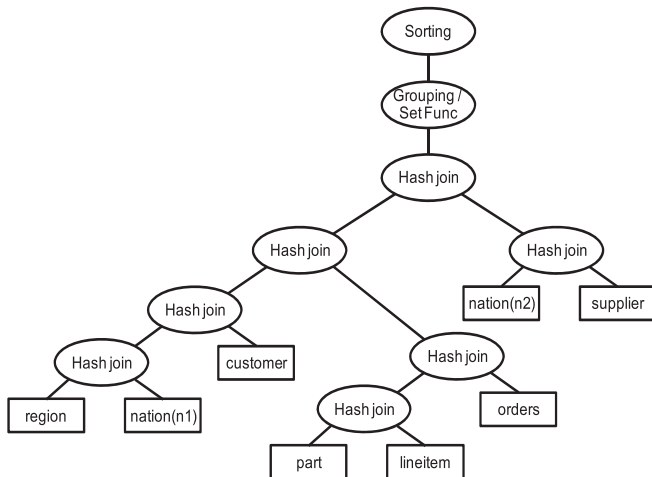 Sorting
Grouping /
Set Func
Hash join
Hash join
Hash join
Hash join
nation(n2)
supplier
Hash join
customer
Hash join
region
nation(n1)
Hash join
orders
part
lineitem